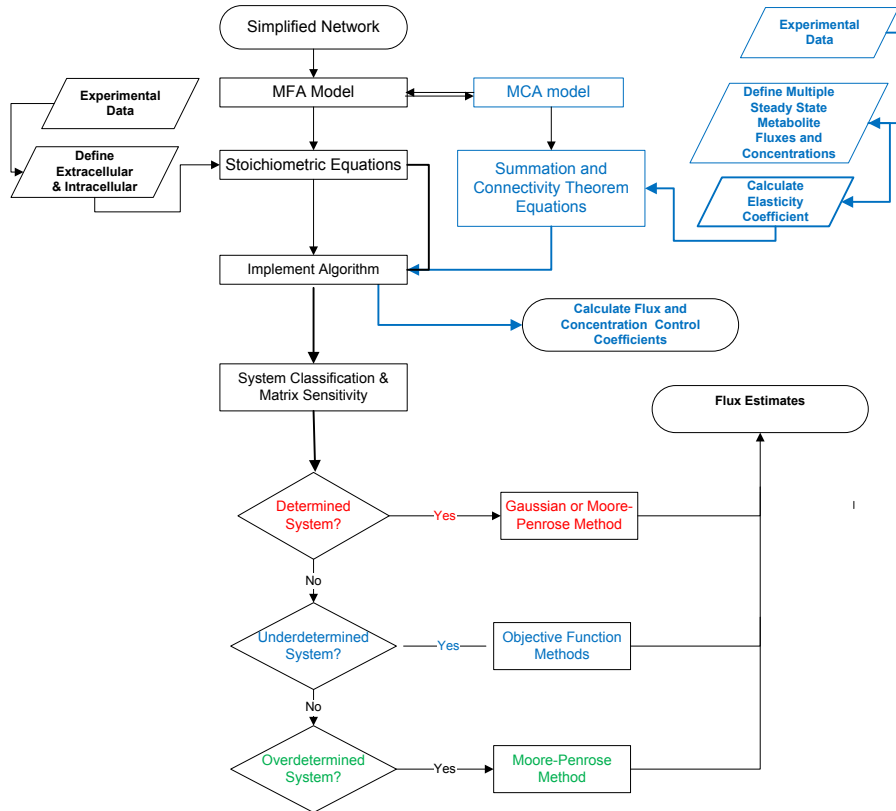 Simplified Network
Experimental
Data
MFA Model
MCA model
Experimental
Data
Define Multiple
Steady State
Metabolite
Fluxes and
Concentrations
Define
Extracellular
& Intracellular
Stoichiometric Equations
Summation and
Connectivity Theorem
Equations
Calculate
Elasticity
Coefficient
Implement Algorithm
Calculate Flux and
Concentration Control
Coefficients
System Classification &
Matrix Sensitivity
Flux Estimates
Determined
System?
Yes
Gaussian or Moore-
Penrose Method
No
Underdetermined
System?
Yes
Objective Function
Methods
No
Overdetermined
System?
Yes
Moore-Penrose
Method